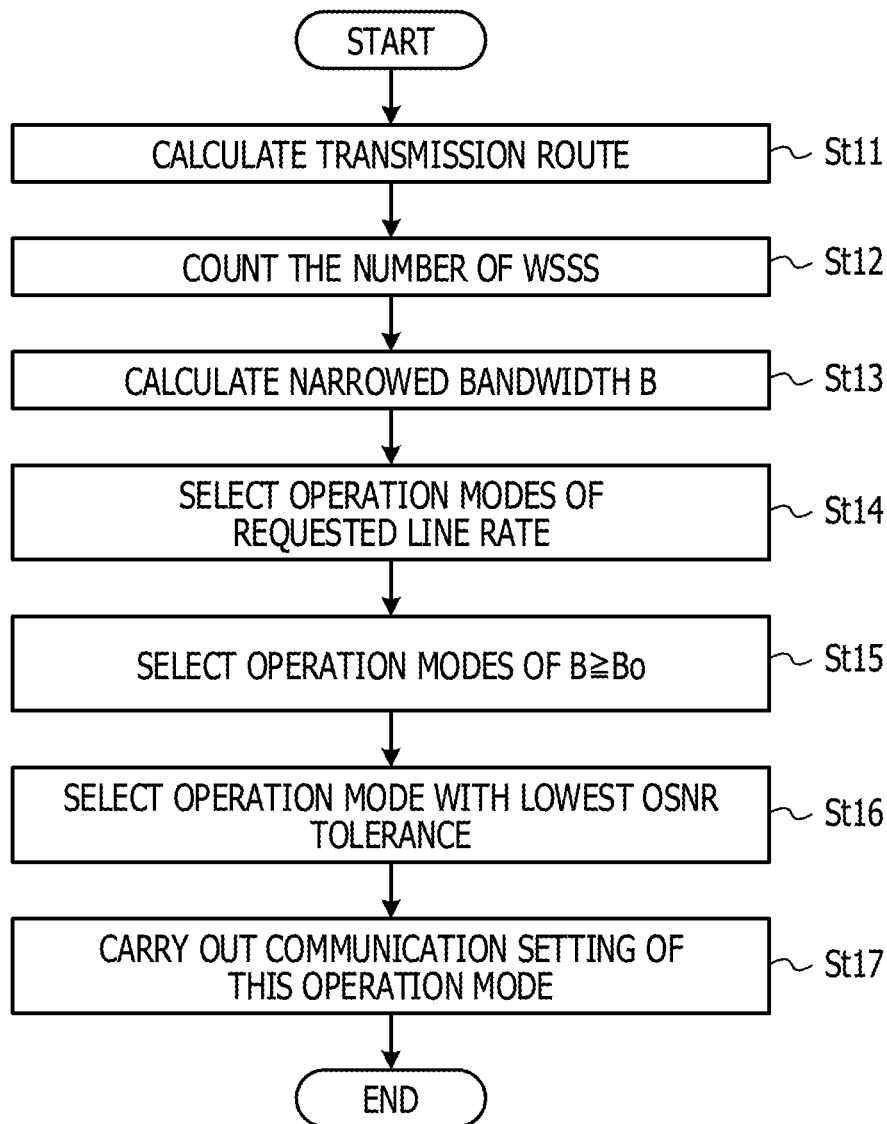 START
CALCULATE TRANSMISSION ROUTE
St11
COUNT THE NUMBER OF WSSS
St12
CALCULATE NARROWED BANDWIDTH B
St13
SELECT OPERATION MODES OF
REQUESTED LINE RATE
St14
SELECT OPERATION MODES OF B≧Bo
St15
SELECT OPERATION MODE WITH LOWEST OSNR
TOLERANCE
St16
CARRY OUT COMMUNICATION SETTING OF
THIS OPERATION MODE
St17
END